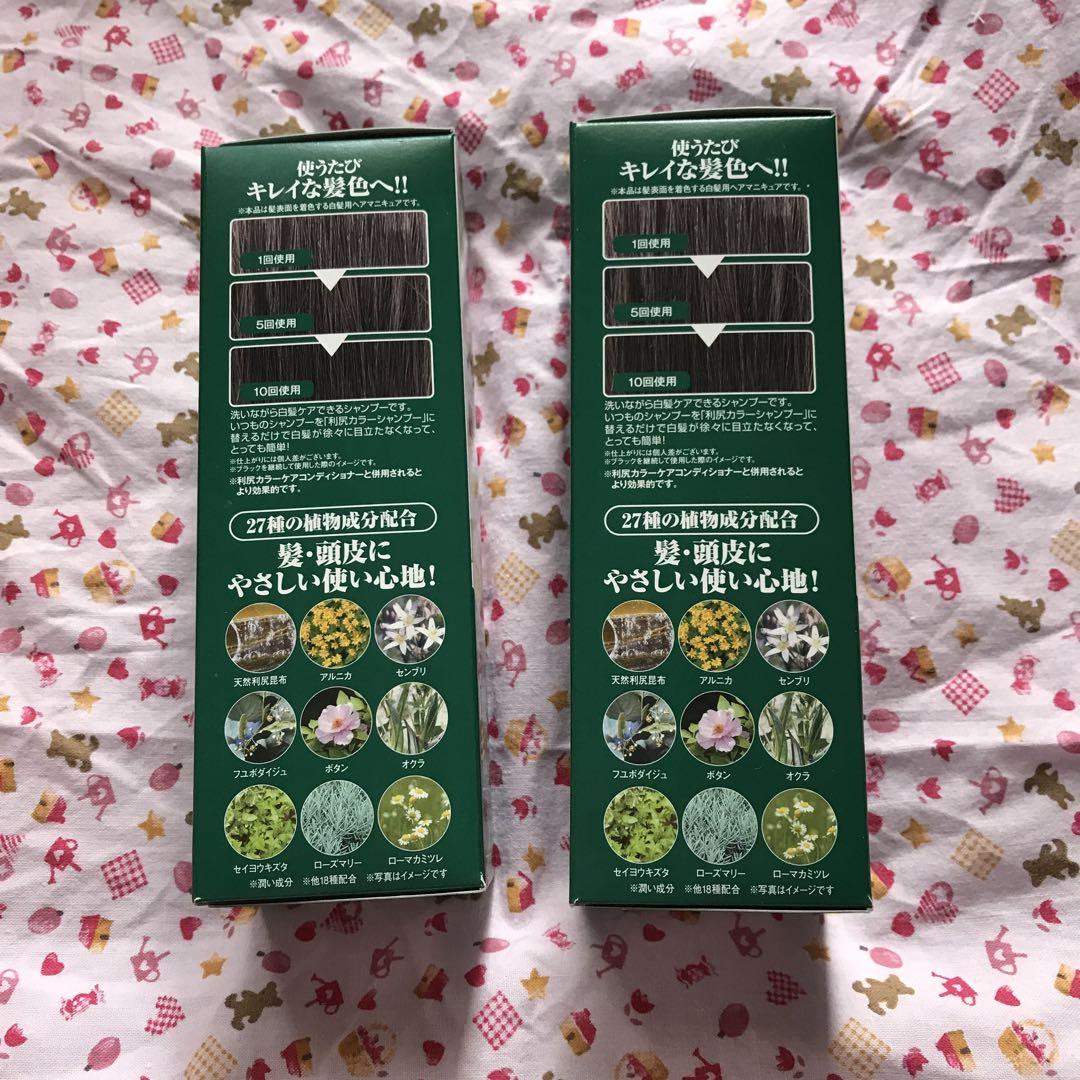 使うたび
キレイな髪色へ!!
※本品は髪表面を着色する白髪用ヘアマニキュアです。
1回使用
5回使用
10回使用
洗いながら白髪ケアできるシャンプーです。
いつものシャンプーを「利尻カラーシャンプー」に
替えるだけで白髪が徐々に目立たなくなって、
とっても簡単!
※仕上がりには個人差がございます。
※ブラックを継続して使用した際のイメージです。
※利尻カラーケアコンディショナーと併用されると
より効果的です。
27種の植物成分配合
髪・頭皮に
やさしい使い心地!
天然利尻昆布 アルニカ センブリ
フユボダイジュ ボタン オクラ
セイヨウキズタ ローズマリー ローマカミツレ
※潤い成分 ※他18種配合 ※写真はイメージです
使うたび
キレイな髪色へ!!
※本品は髪表面を着色する白髪用ヘアマニキュアです。
1回使用
5回使用
10回使用
洗いながら白髪ケアできるシャンプーです。
いつものシャンプーを「利尻カラーシャンプー」に
替えるだけで白髪が徐々に目立たなくなって、
とっても簡単!
※仕上がりには個人差がございます。
※ブラックを継続して使用した際のイメージです。
※利尻カラーケアコンディショナーと併用されると
より効果的です。
27種の植物成分配合
髪・頭皮に
やさしい使い心地!
天然利尻昆布 アルニカ センブリ
フユボダイジュ ボタン オクラ
セイヨウキズタ ローズマリー ローマカミツレ
※潤い成分 ※他18種配合 ※写真はイメージです